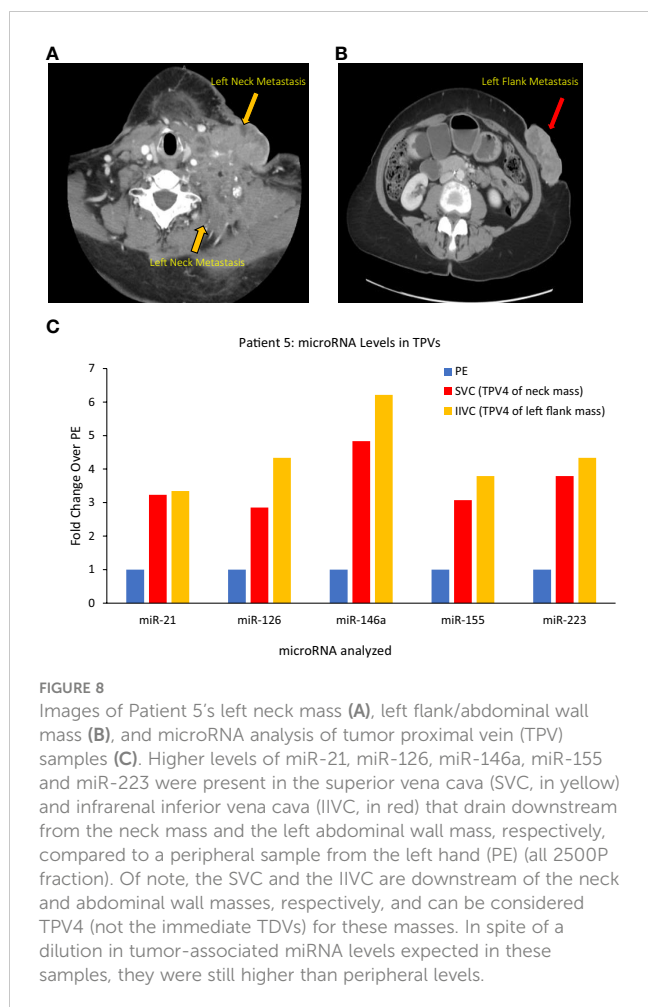 A
B
Left Neck Metastasis
Left Flank Metastasis
Left Neck Metastasis
C
Patient 5: microRNA Levels in TPVs
7
6
5
4
3
2
1
0
Fold Change Over PE
PE
SVC (TPV4 of neck mass)
IIVC (TPV4 of left flank mass)
miR-21 miR-126 miR-146a miR-155 miR-223
microRNA analyzed
FIGURE 8
Images of Patient 5's left neck mass (A), left flank/abdominal wall
mass (B), and microRNA analysis of tumor proximal vein (TPV)
samples (C). Higher levels of miR-21, miR-126, miR-146a, miR-155
and miR-223 were present in the superior vena cava (SVC, in yellow)
and infrarenal inferior vena cava (IIVC, in red) that drain downstream
from the neck mass and the left abdominal wall mass, respectively,
compared to a peripheral sample from the left hand (PE) (all 2500P
fraction). Of note, the SVC and the IIVC are downstream of the neck
and abdominal wall masses, respectively, and can be considered
TPV4 (not the immediate TDVs) for these masses. In spite of a
dilution in tumor-associated miRNA levels expected in these
samples, they were still higher than peripheral levels.